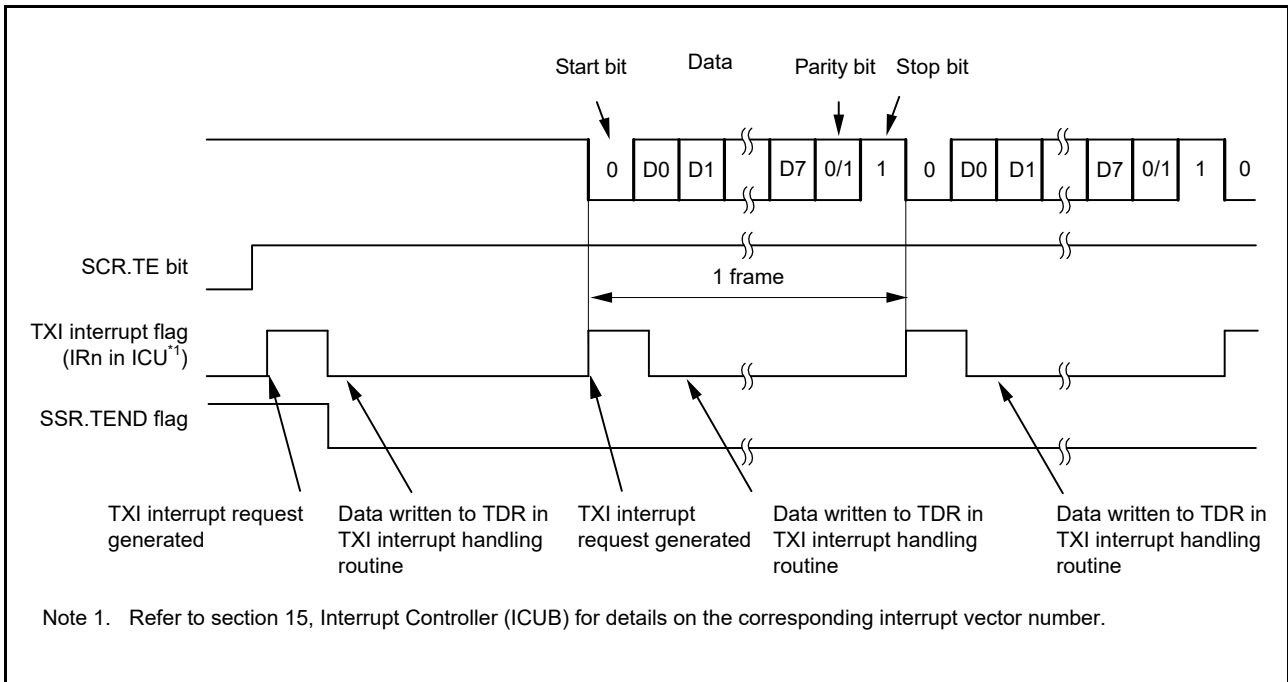 Start bit Data Parity bit Stop bit
0 D0 D1 D7 0/1 1 0 D0 D1 D7 0/1 1 0
SCR.TE bit
1 frame
TXI interrupt flag
(IRn in ICU*1)
SSR.TEND flag
TXI interrupt request
generated
Data written to TDR in
TXI interrupt handling
routine
TXI interrupt
request generated
Data written to TDR in
TXI interrupt handling
routine
Data written to TDR in
TXI interrupt handling
routine
Note 1. Refer to section 15, Interrupt Controller (ICUB) for details on the corresponding interrupt vector number.